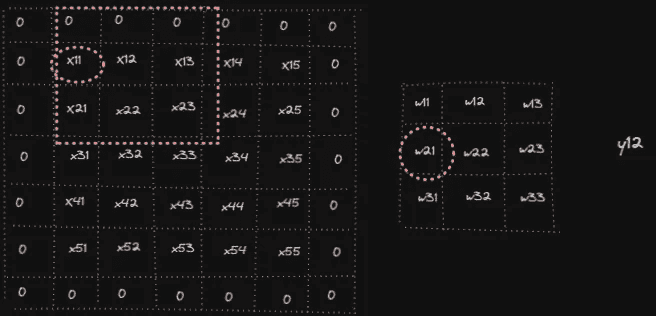 0 0 0 0 0 0 0
0 x11 x12 x13 x14 x15 0
0 x21 x22 x23 x24 x25 0
0 x31 x32 x33 x34 x35 0
0 x41 x42 x43 x44 x45 0
0 x51 x52 x53 x54 x55 0
0 0 0 0 0 0 0
w11 w12 w13
w21 w22 w23
w31 w32 w33
y12